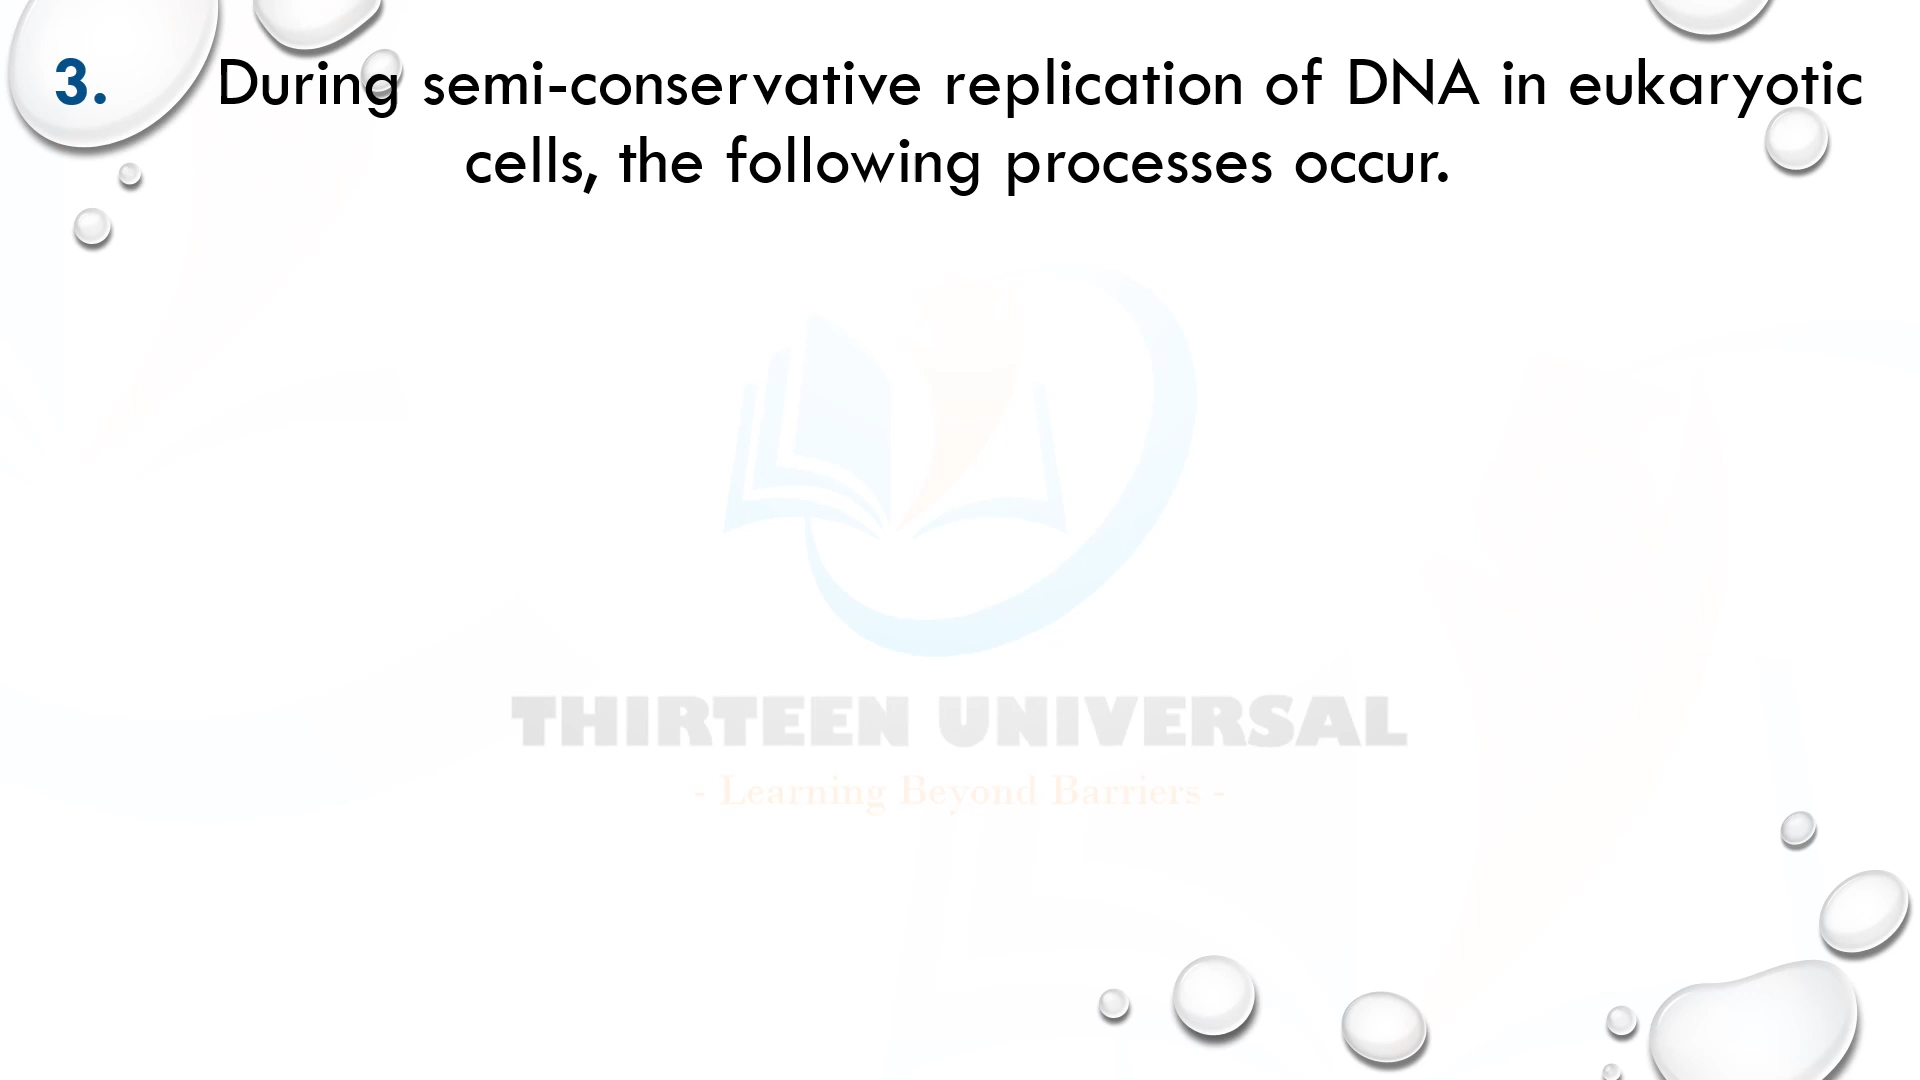 3. During semi-conservative replication of DNA in eukaryotic
cells, the following processes occur.
THIRTEEN UNIVERSAL
- Learning Beyond Barriers -